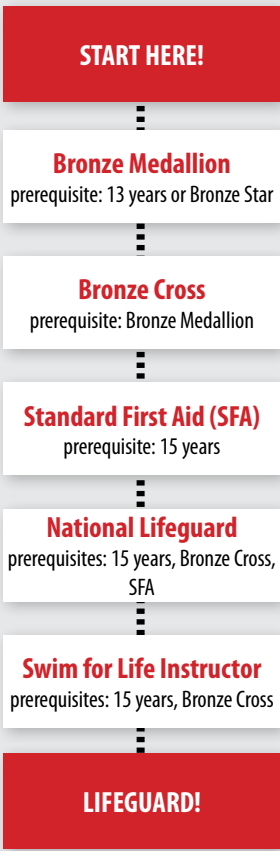 START HERE!
Bronze Medallion
prerequisite: 13 years or Bronze Star
Bronze Cross
prerequisite: Bronze Medallion
Standard First Aid (SFA)
prerequisite: 15 years
National Lifeguard
prerequisites: 15 years, Bronze Cross,
SFA
Swim for Life Instructor
prerequisites: 15 years, Bronze Cross
LIFEGUARD!